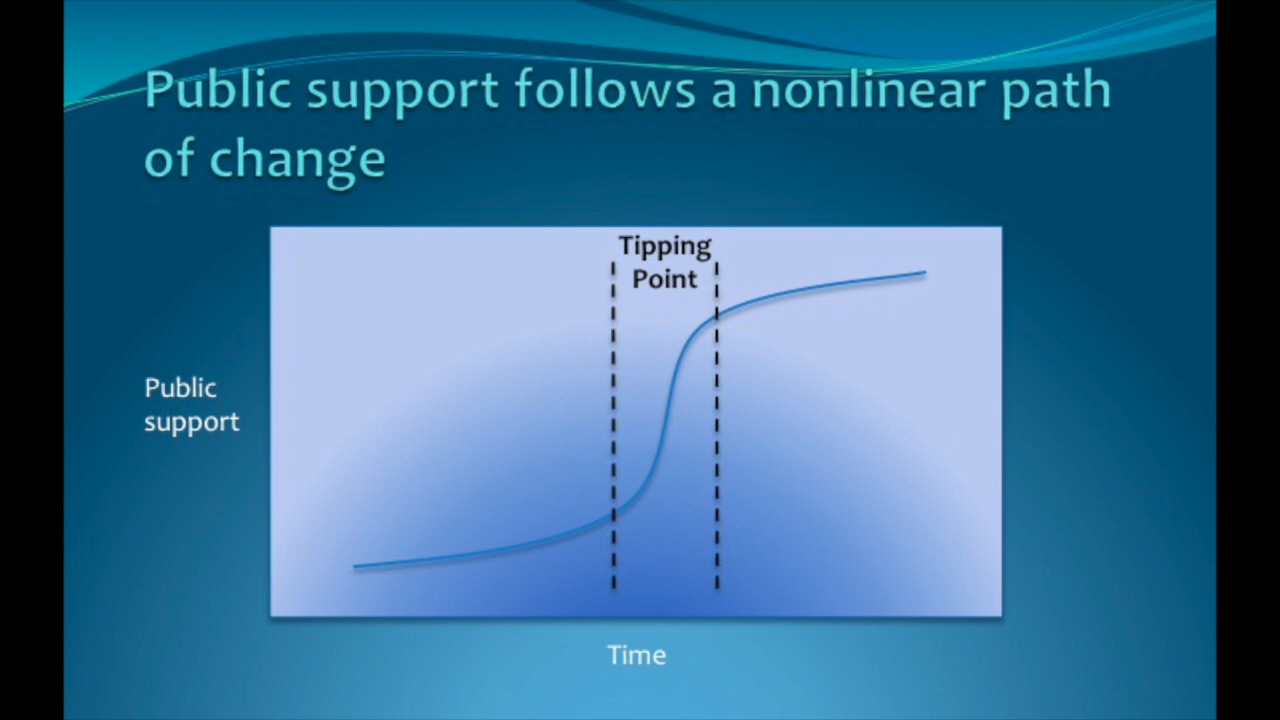 Public support follows a nonlinear path
of change
Tipping
Point
Public
support
Time